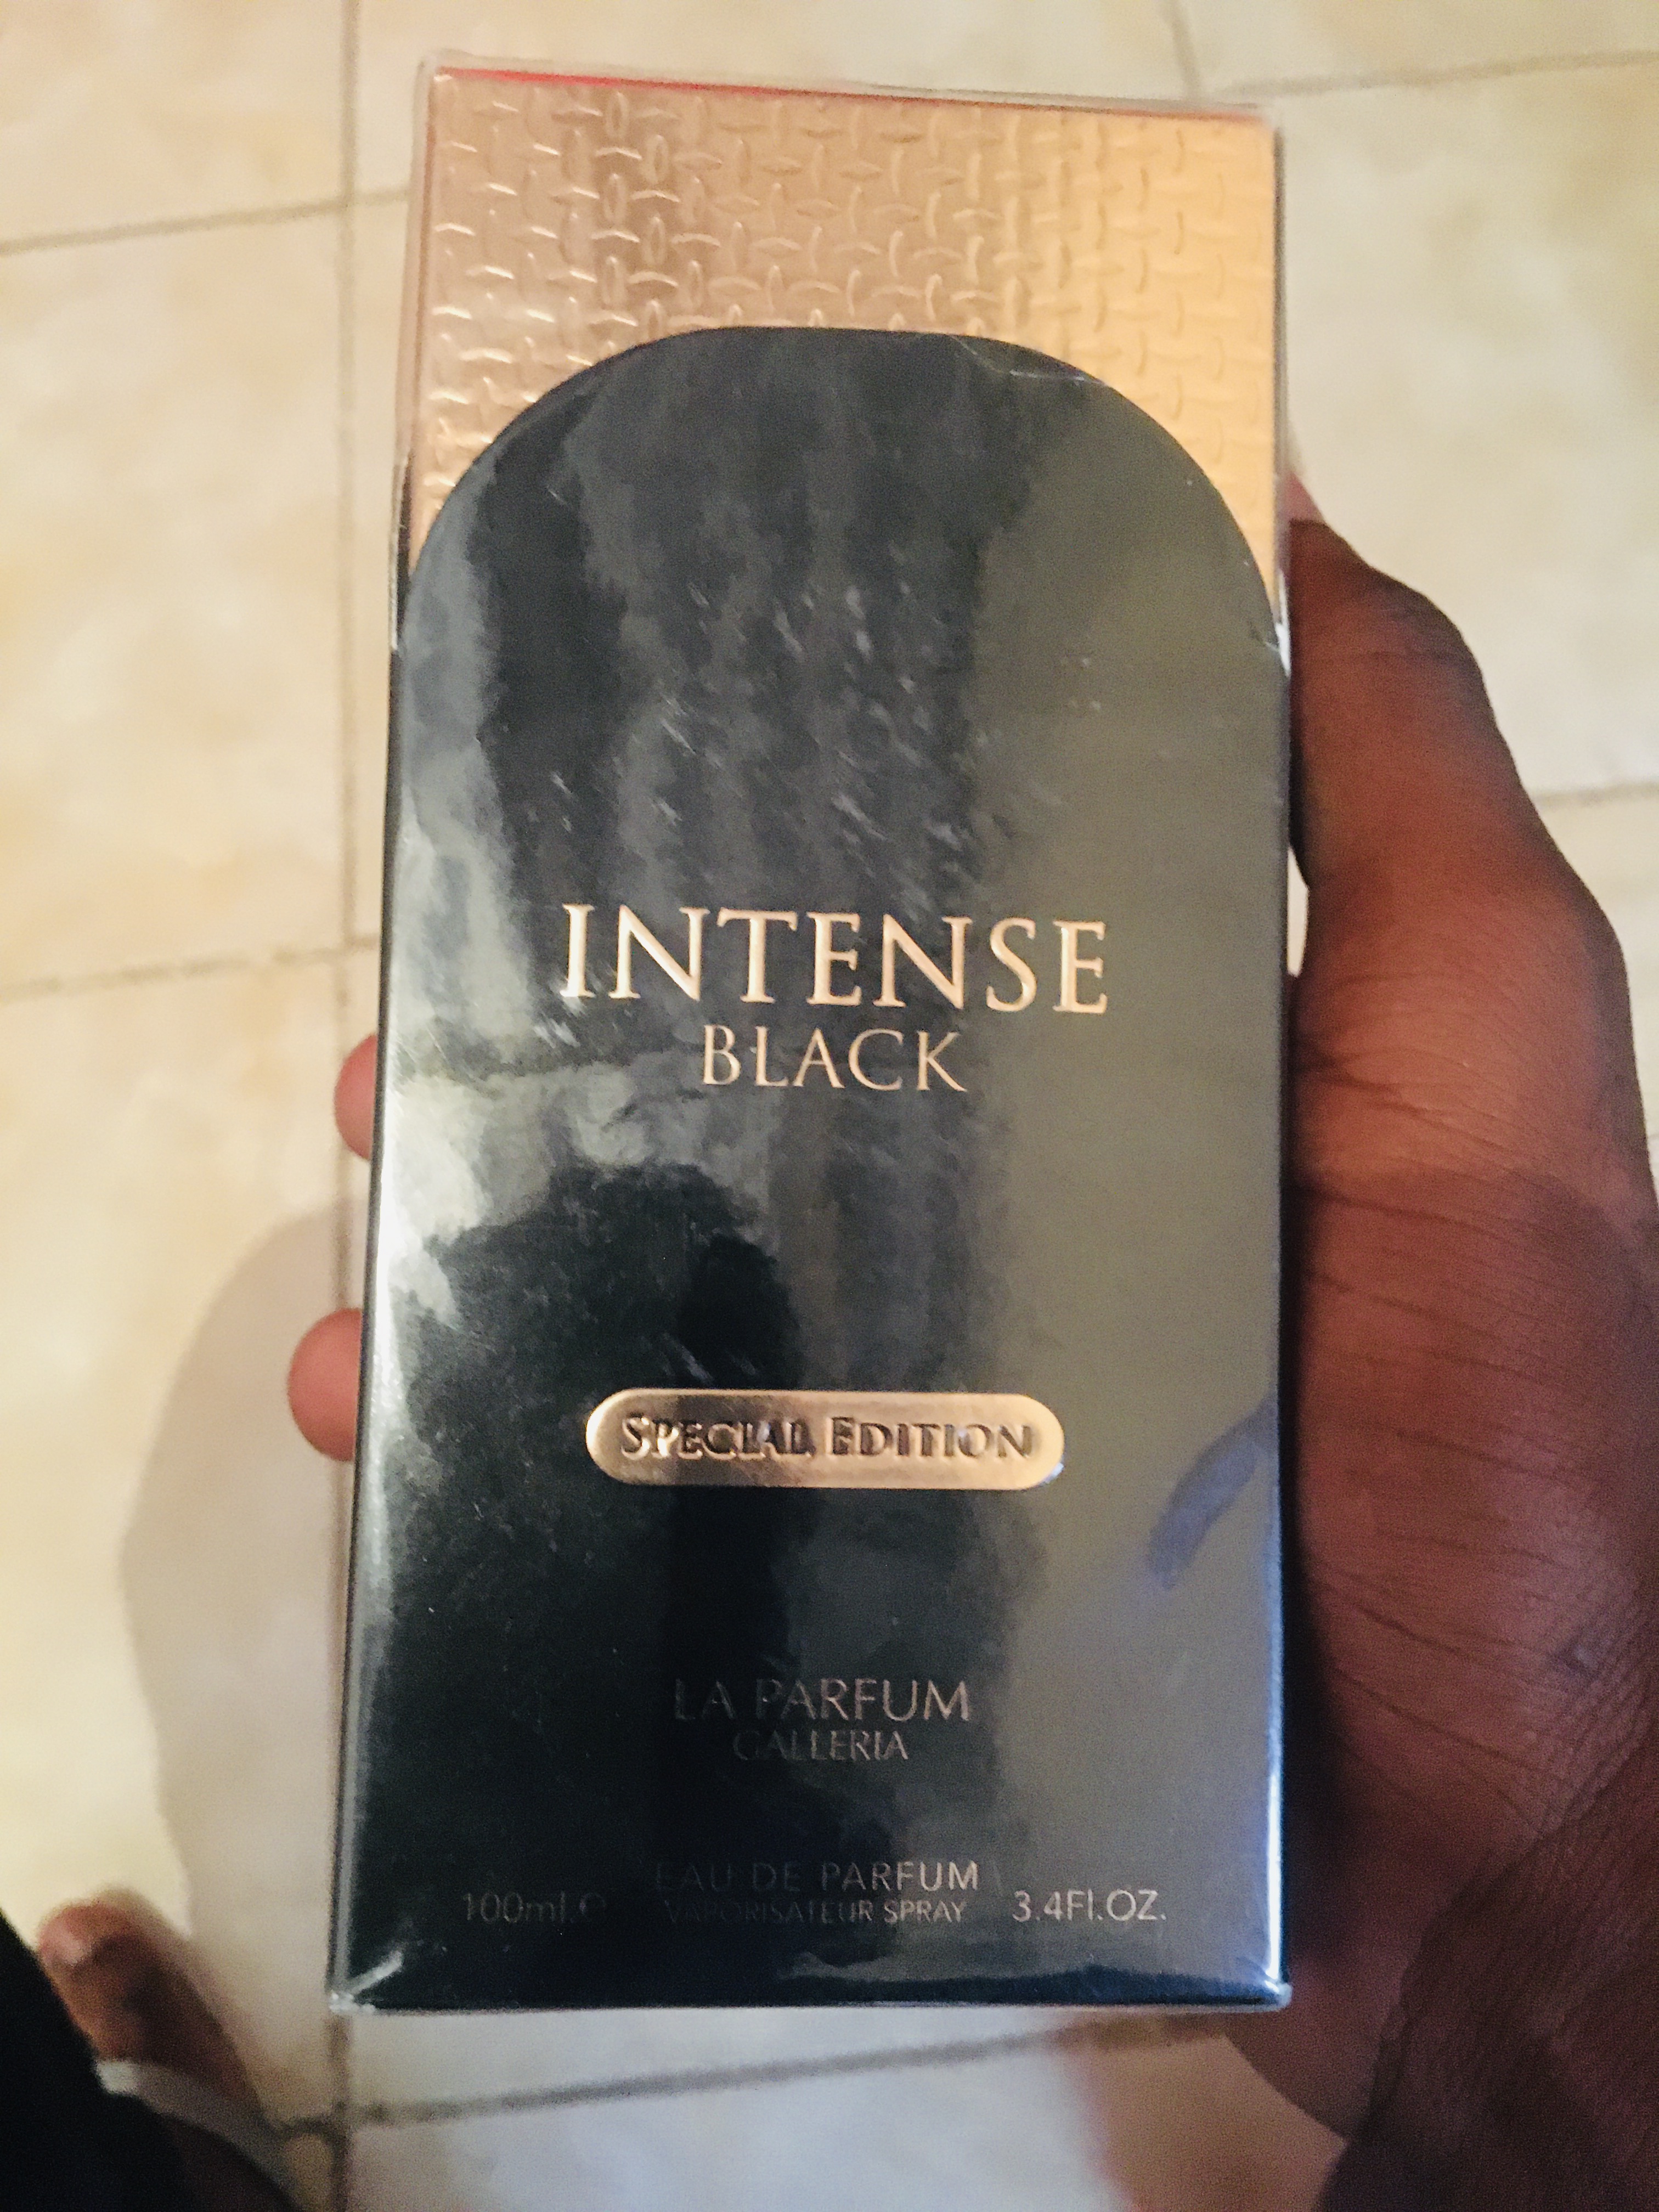 INTENSE
BLACK
SPECIAL EDITION
LA PARFUM
GALLERIA
EAU DE PARFUM
100ml.e VAPORISATEUR SPRAY 3.4Fl.OZ.